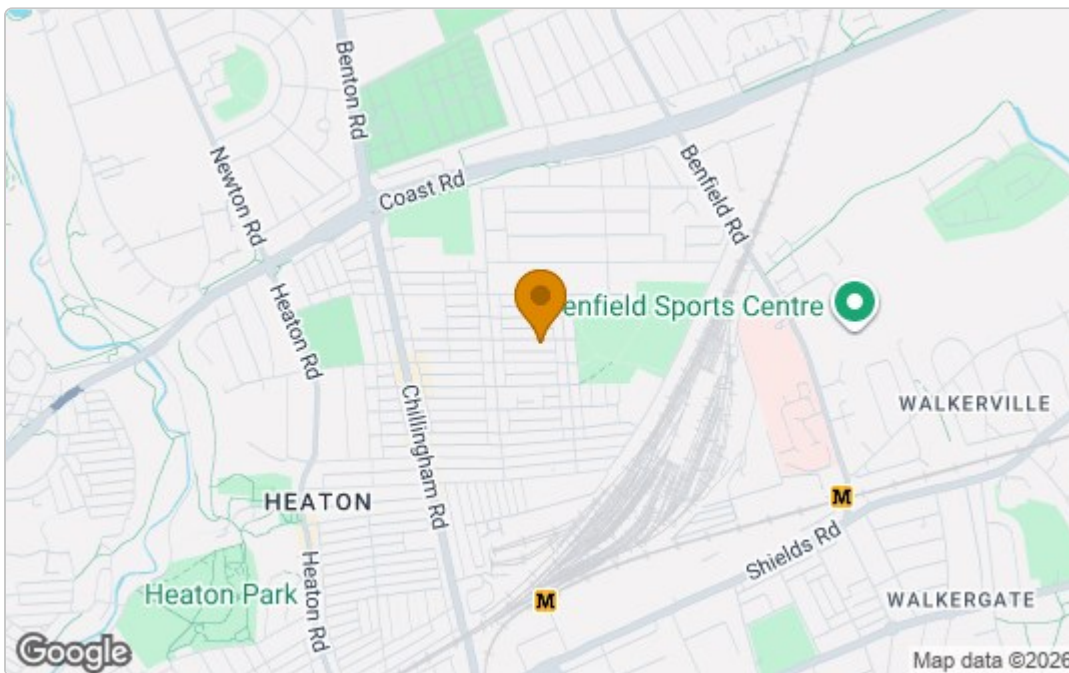 Benton Rd
Newton Rd
Coast Rd
Benfield Rd
Heaton Rd
enfield Sports Centre
Chillingham Rd
WALKERVILLE
M
HEATON
Shields Rd
Heaton Park
Heaton Rd
M
WALKERGATE
Google
Map data ©2026